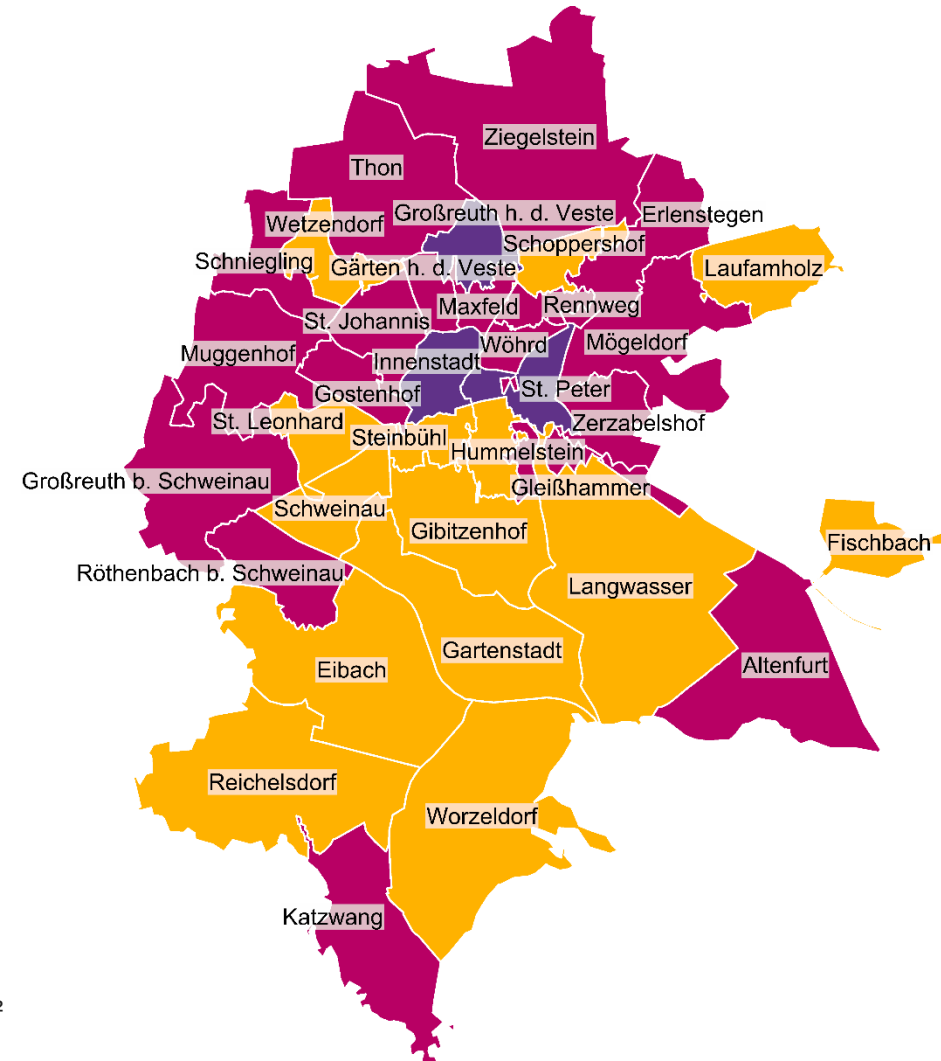 Ziegelstein
Thon
Großreuth h. d. Veste
Erlenstegen
Wetzendorf
Schoppershof
Schniegling
Gärten h. d. Veste
Laufamholz
Maxfeld
Rennweg
St. Johannis
Wöhrd
Mögeldorf
Muggenhof
Innenstadt
St. Peter
Gostenhof
Zerzabelshof
St. Leonhard
Steinbühl
Hummelstein
Großreuth b. Schweinau
Gleißhammer
Schweinau
Gibitzenhof
Fischbach
Röthenbach b. Schweinau
Langwasser
Gartenstadt
Altenfurt
Eibach
Reichelsdorf
Worzeldorf
Katzwang
2